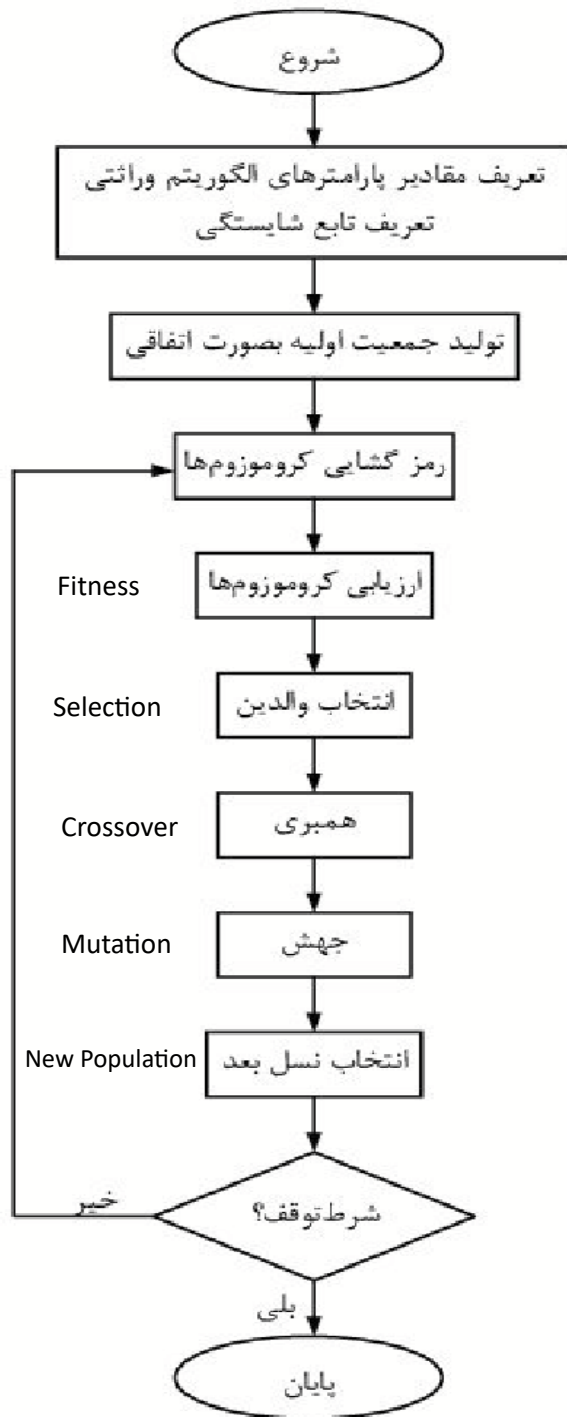 شروع
تعریف مقادیر پارامترهای الگوریتم وراثتی
تعریف تابع شایستگی
تولید جمعیت اولیه بصورت اتفاقی
رمز گشایی کروموزوم‌ها
Fitness
ارزیابی کروموزوم‌ها
Selection
انتخاب والدین
Crossover
همبری
Mutation
جهش
New Population
انتخاب نسل بعد
خیر
شرط توقف؟
بلی
پایان